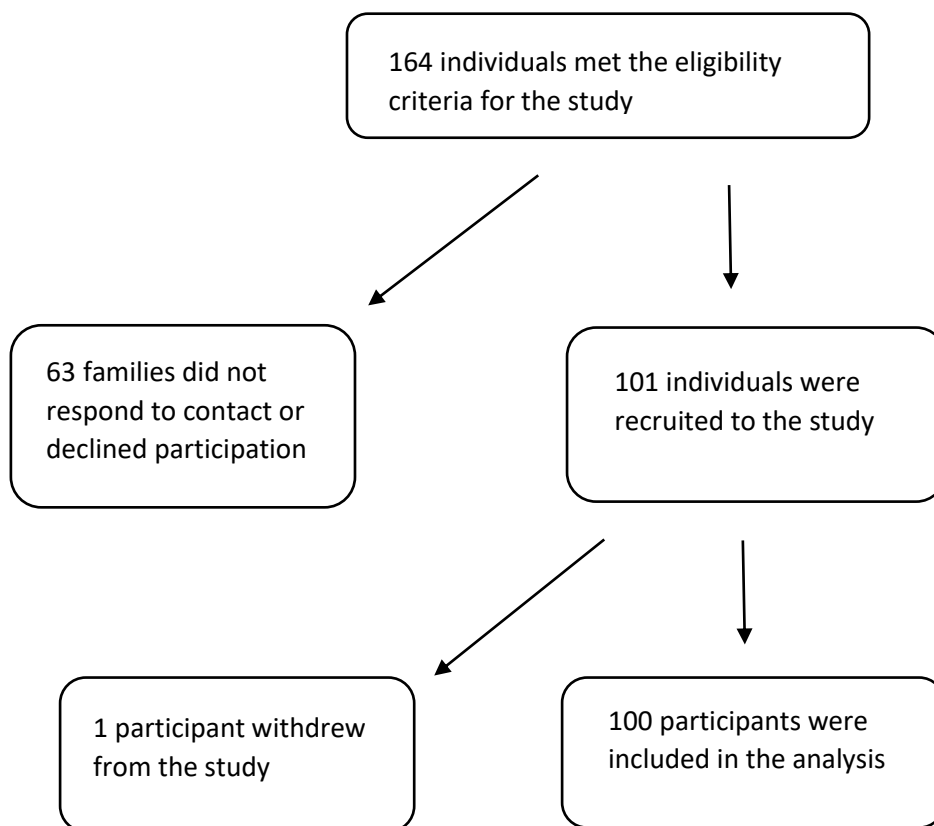 164 individuals met the eligibility
criteria for the study
63 families did not
respond to contact or
declined participation
101 individuals were
recruited to the study
1 participant withdrew
from the study
100 participants were
included in the analysis